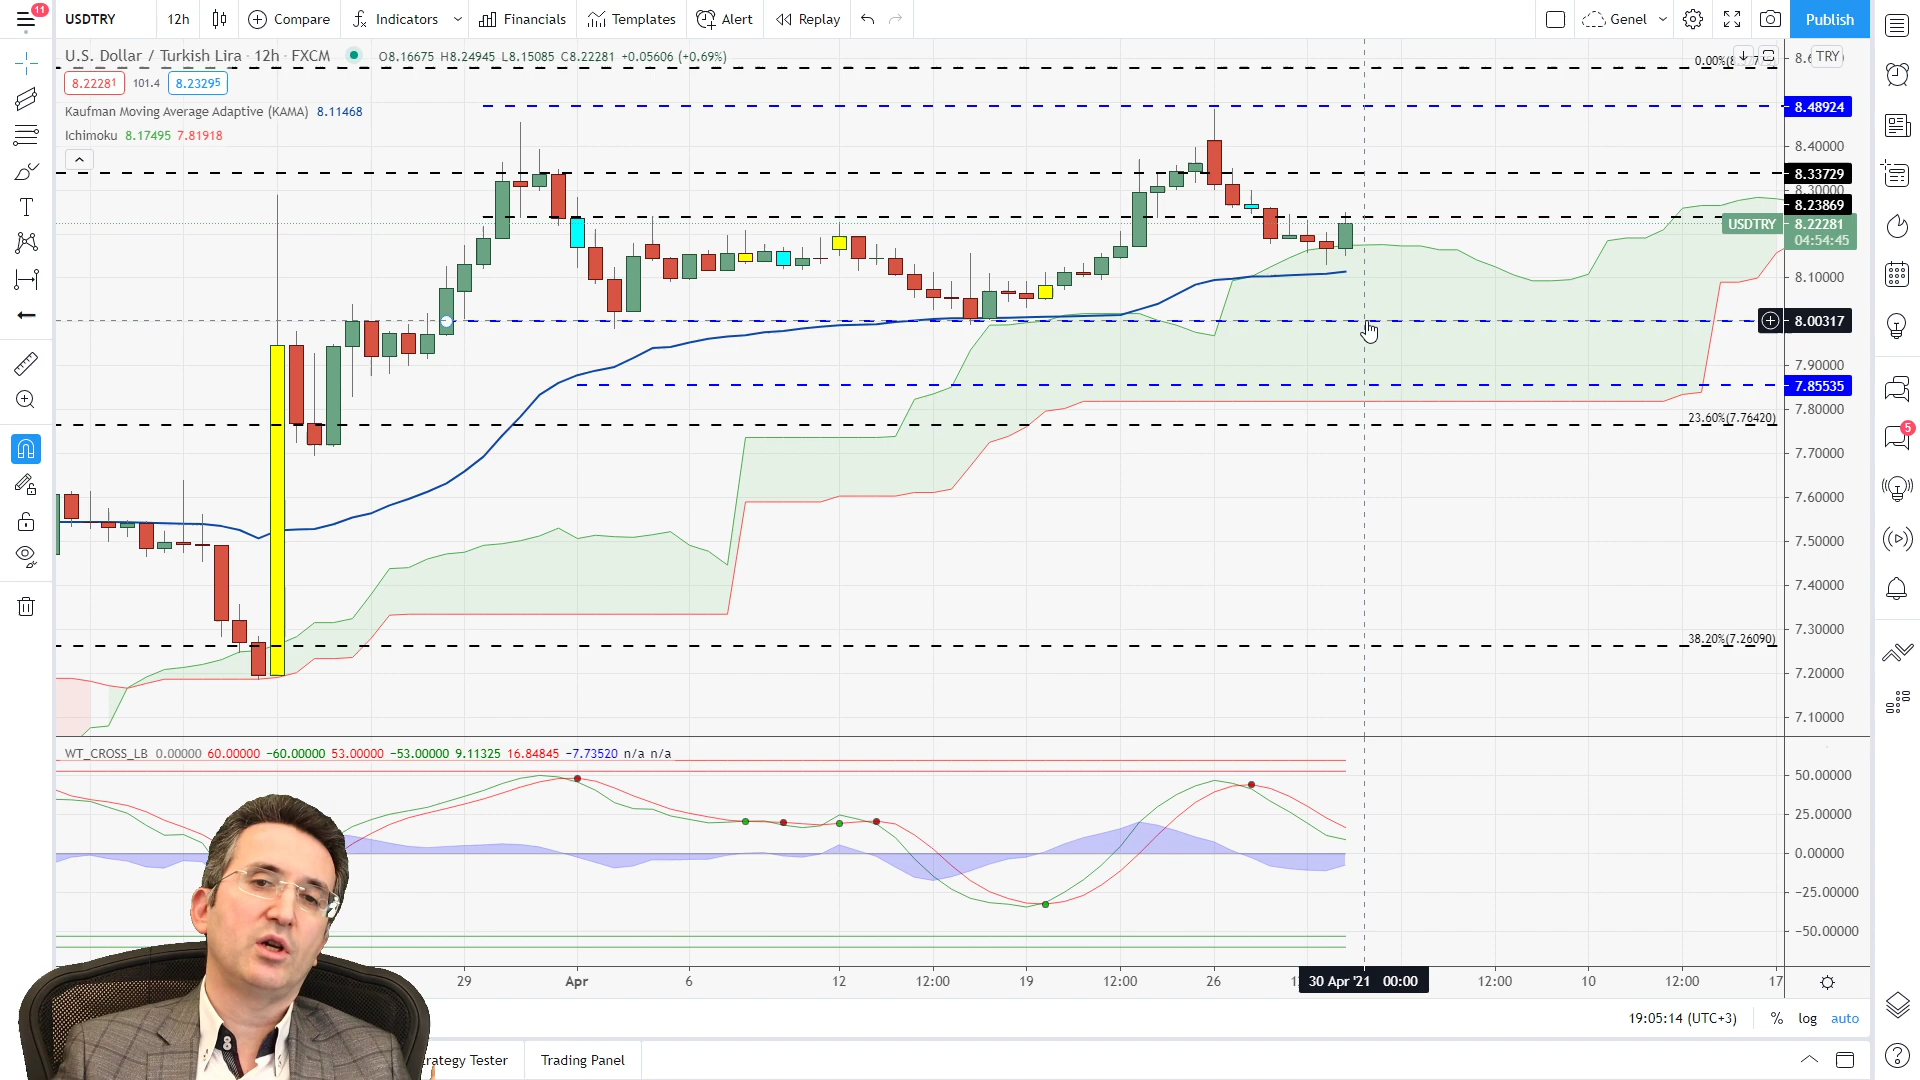 11
USDTRY 12h Compare Indicators Financials Templates Alert Replay Genel Publish
U.S. Dollar / Turkish Lira · 12h · FXCM O8.16675 H8.24945 L8.15085 C8.22281 +0.05606 (+0.69%)
8.22281 101.4 8.23295
Kaufman Moving Average Adaptive (KAMA) 8.11468
Ichimoku 8.17495 7.81918
TRY
8.48924
8.40000
8.33729
8.30000
8.23869
USDTRY 8.22281
04:54:45
8.10000
8.00317
7.90000
7.85535
7.80000
23.60%(7.76420)
7.70000
7.60000
7.50000
7.40000
7.30000
38.20%(7.26090)
7.20000
7.10000
5
WT_CROSS_LB 0.00000 60.00000 −60.00000 53.00000 −53.00000 9.11325 16.84845 −7.73520 n/a n/a
50.00000
25.00000
0.00000
−25.00000
−50.00000
29 Apr 6 12 12:00 19 12:00 26 30 Apr '21 00:00 12:00 10 12:00 17
19:05:14 (UTC+3) % log auto
trategy Tester Trading Panel